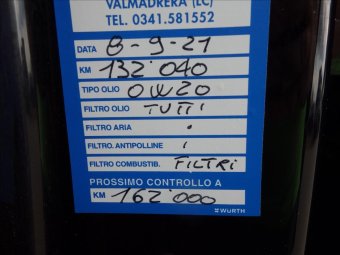 VALMADRERA (LC)
TEL. 0341.581552
DATA 8-9-21
KM 132'040
TIPO OLIO 0W20
FILTRO OLIO TUTTI
FILTRO ARIA
FILTRO. ANTIPOLLINE I
FILTRO COMBUSTIB. FILTRI
PROSSIMO CONTROLLO A
KM 162'000
WÜRTH